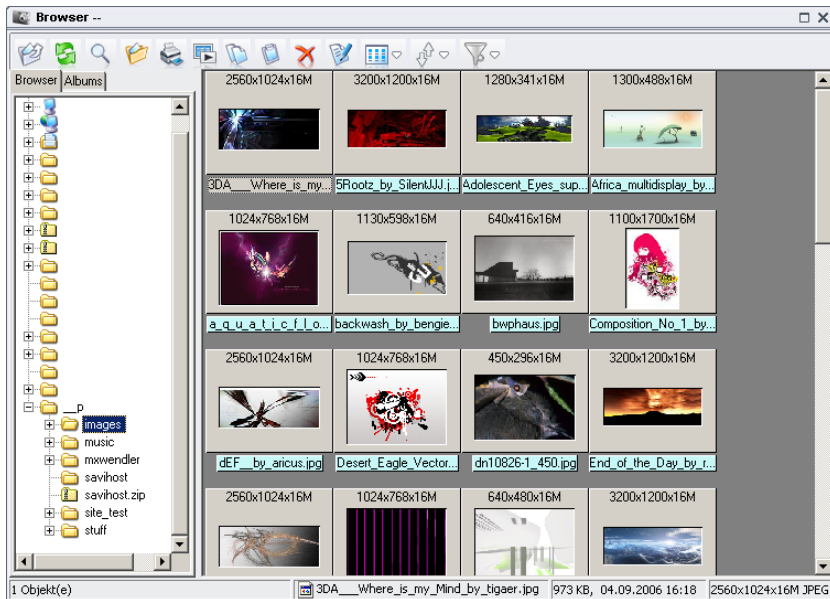 Browser --
Browser Albums
__p
images
music
mxwendler
savihost
savihost.zip
site_test
stuff
2560x1024x16M 3200x1200x16M 1280x341x16M 1300x488x16M
3DA___Where_is_my... 5Rootz_by_SilentJJJ.j... Adolescent_Eyes_sup... Africa_multidisplay_by...
1024x768x16M 1130x598x16M 640x416x16M 1100x1700x16M
a_q_u_a_t_i_c_f_l_o... backwash_by_bengie... bwphaus.jpg Composition_No_1_by...
2560x1024x16M 1024x768x16M 450x296x16M 3200x1200x16M
dEF__by_aricus.jpg Desert_Eagle_Vector... dn10826-1_450.jpg End_of_the_Day_by_r...
2560x1024x16M 1024x768x16M 640x480x16M 3200x1200x16M
1 Objekt(e) 3DA___Where_is_my_Mind_by_tigaer.jpg 973 KB, 04.09.2006 16:18 2560x1024x16M JPEG